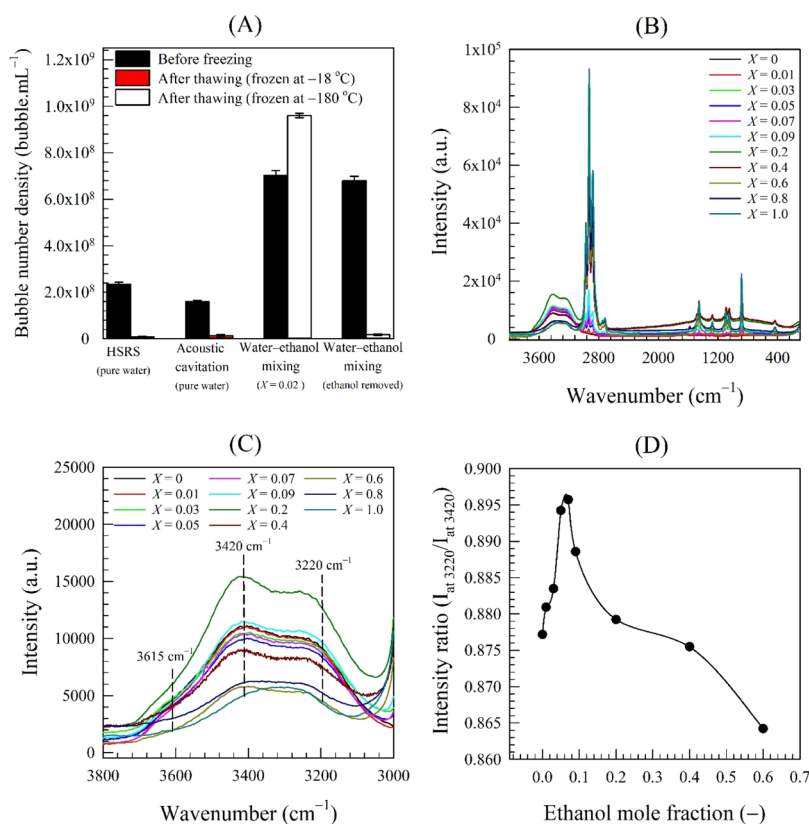 (A)
Bubble number density (bubble.mL⁻¹)
1.2x10⁹
1.0x10⁹
8.0x10⁸
6.0x10⁸
4.0x10⁸
2.0x10⁸
0
Before freezing
After thawing (frozen at −18 °C)
After thawing (frozen at −180 °C)
HSRS
(pure water)
Acoustic
cavitation
(pure water)
Water−ethanol
mixing
(X = 0.02 )
Water−ethanol
mixing
(ethanol removed)
(B)
Intensity (a.u.)
1x10⁵
8x10⁴
6x10⁴
4x10⁴
2x10⁴
0
X = 0
X = 0.01
X = 0.03
X = 0.05
X = 0.07
X = 0.09
X = 0.2
X = 0.4
X = 0.6
X = 0.8
X = 1.0
3600 2800 2000 1200 400
Wavenumber (cm⁻¹)
(C)
Intensity (a.u.)
25000
20000
15000
10000
5000
0
X = 0 X = 0.07 X = 0.6
X = 0.01 X = 0.09 X = 0.8
X = 0.03 X = 0.2 X = 1.0
X = 0.05 X = 0.4
3420 cm⁻¹
3220 cm⁻¹
3615 cm⁻¹
3800 3600 3400 3200 3000
Wavenumber (cm⁻¹)
(D)
Intensity ratio (I at 3220/I at 3420)
0.900
0.895
0.890
0.885
0.880
0.875
0.870
0.865
0.860
0.0 0.1 0.2 0.3 0.4 0.5 0.6 0.7
Ethanol mole fraction (−)